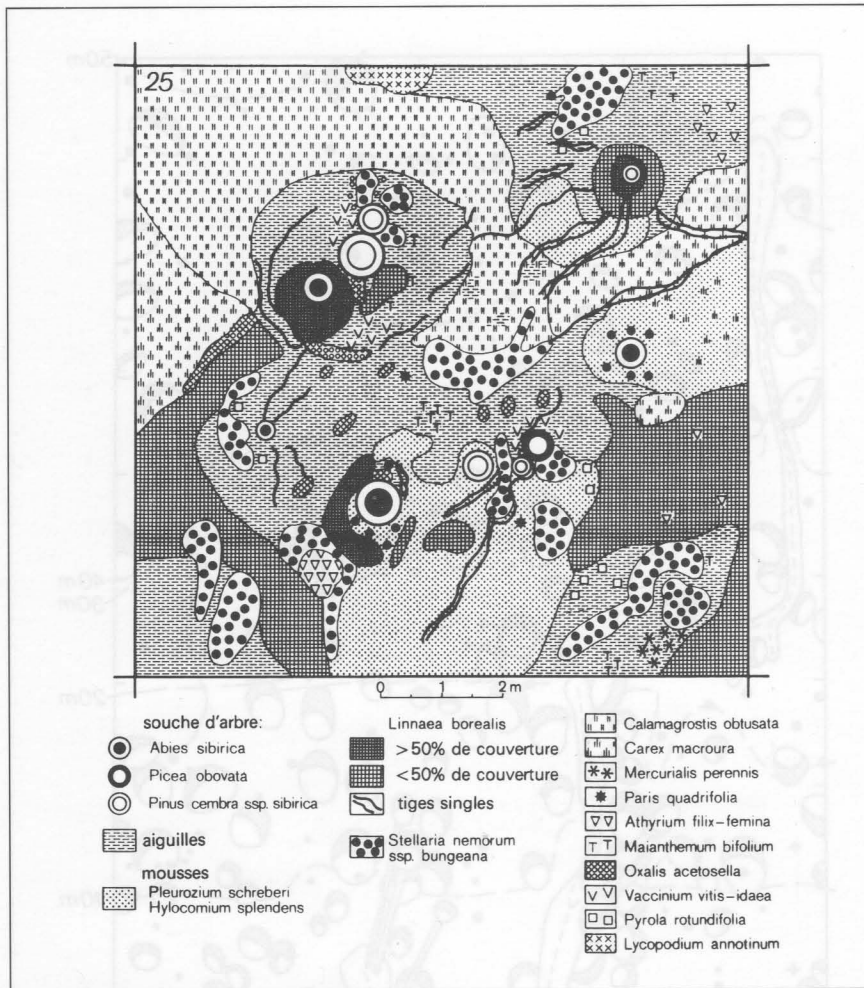 25
0 1 2 m
souche d'arbre:
Abies sibirica
Picea obovata
Pinus cembra ssp. sibirica
aiguilles
mousses
Pleurozium schreberi
Hylocomium splendens
Linnaea borealis
>50% de couverture
<50% de couverture
tiges singles
Stellaria nemorum
ssp. bungeana
Calamagrostis obtusata
Carex macroura
Mercurialis perennis
Paris quadrifolia
Athyrium filix-femina
Maianthemum bifolium
Oxalis acetosella
Vaccinium vitis-idaea
Pyrola rotundifolia
Lycopodium annotinum
50m
20m